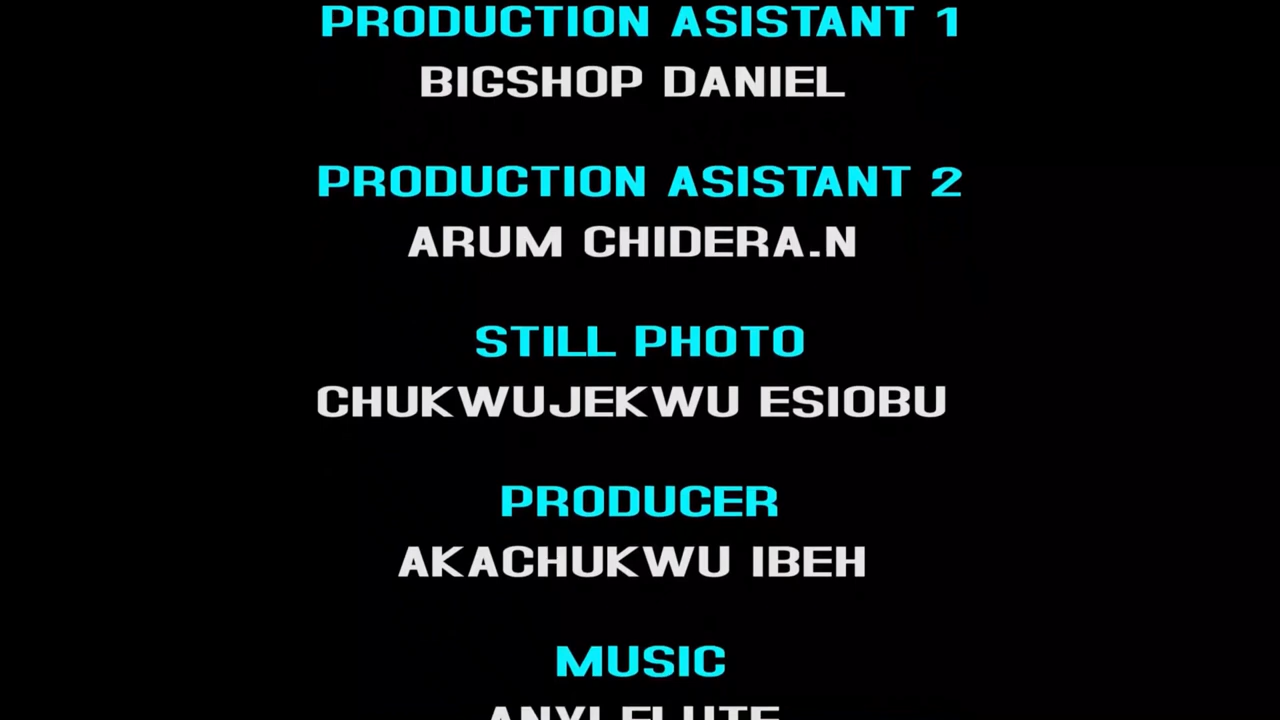 PRODUCTION ASISTANT 1
BIGSHOP DANIEL
PRODUCTION ASISTANT 2
ARUM CHIDERA.N
STILL PHOTO
CHUKWUJEKWU ESIOBU
PRODUCER
AKACHUKWU IBEH
MUSIC